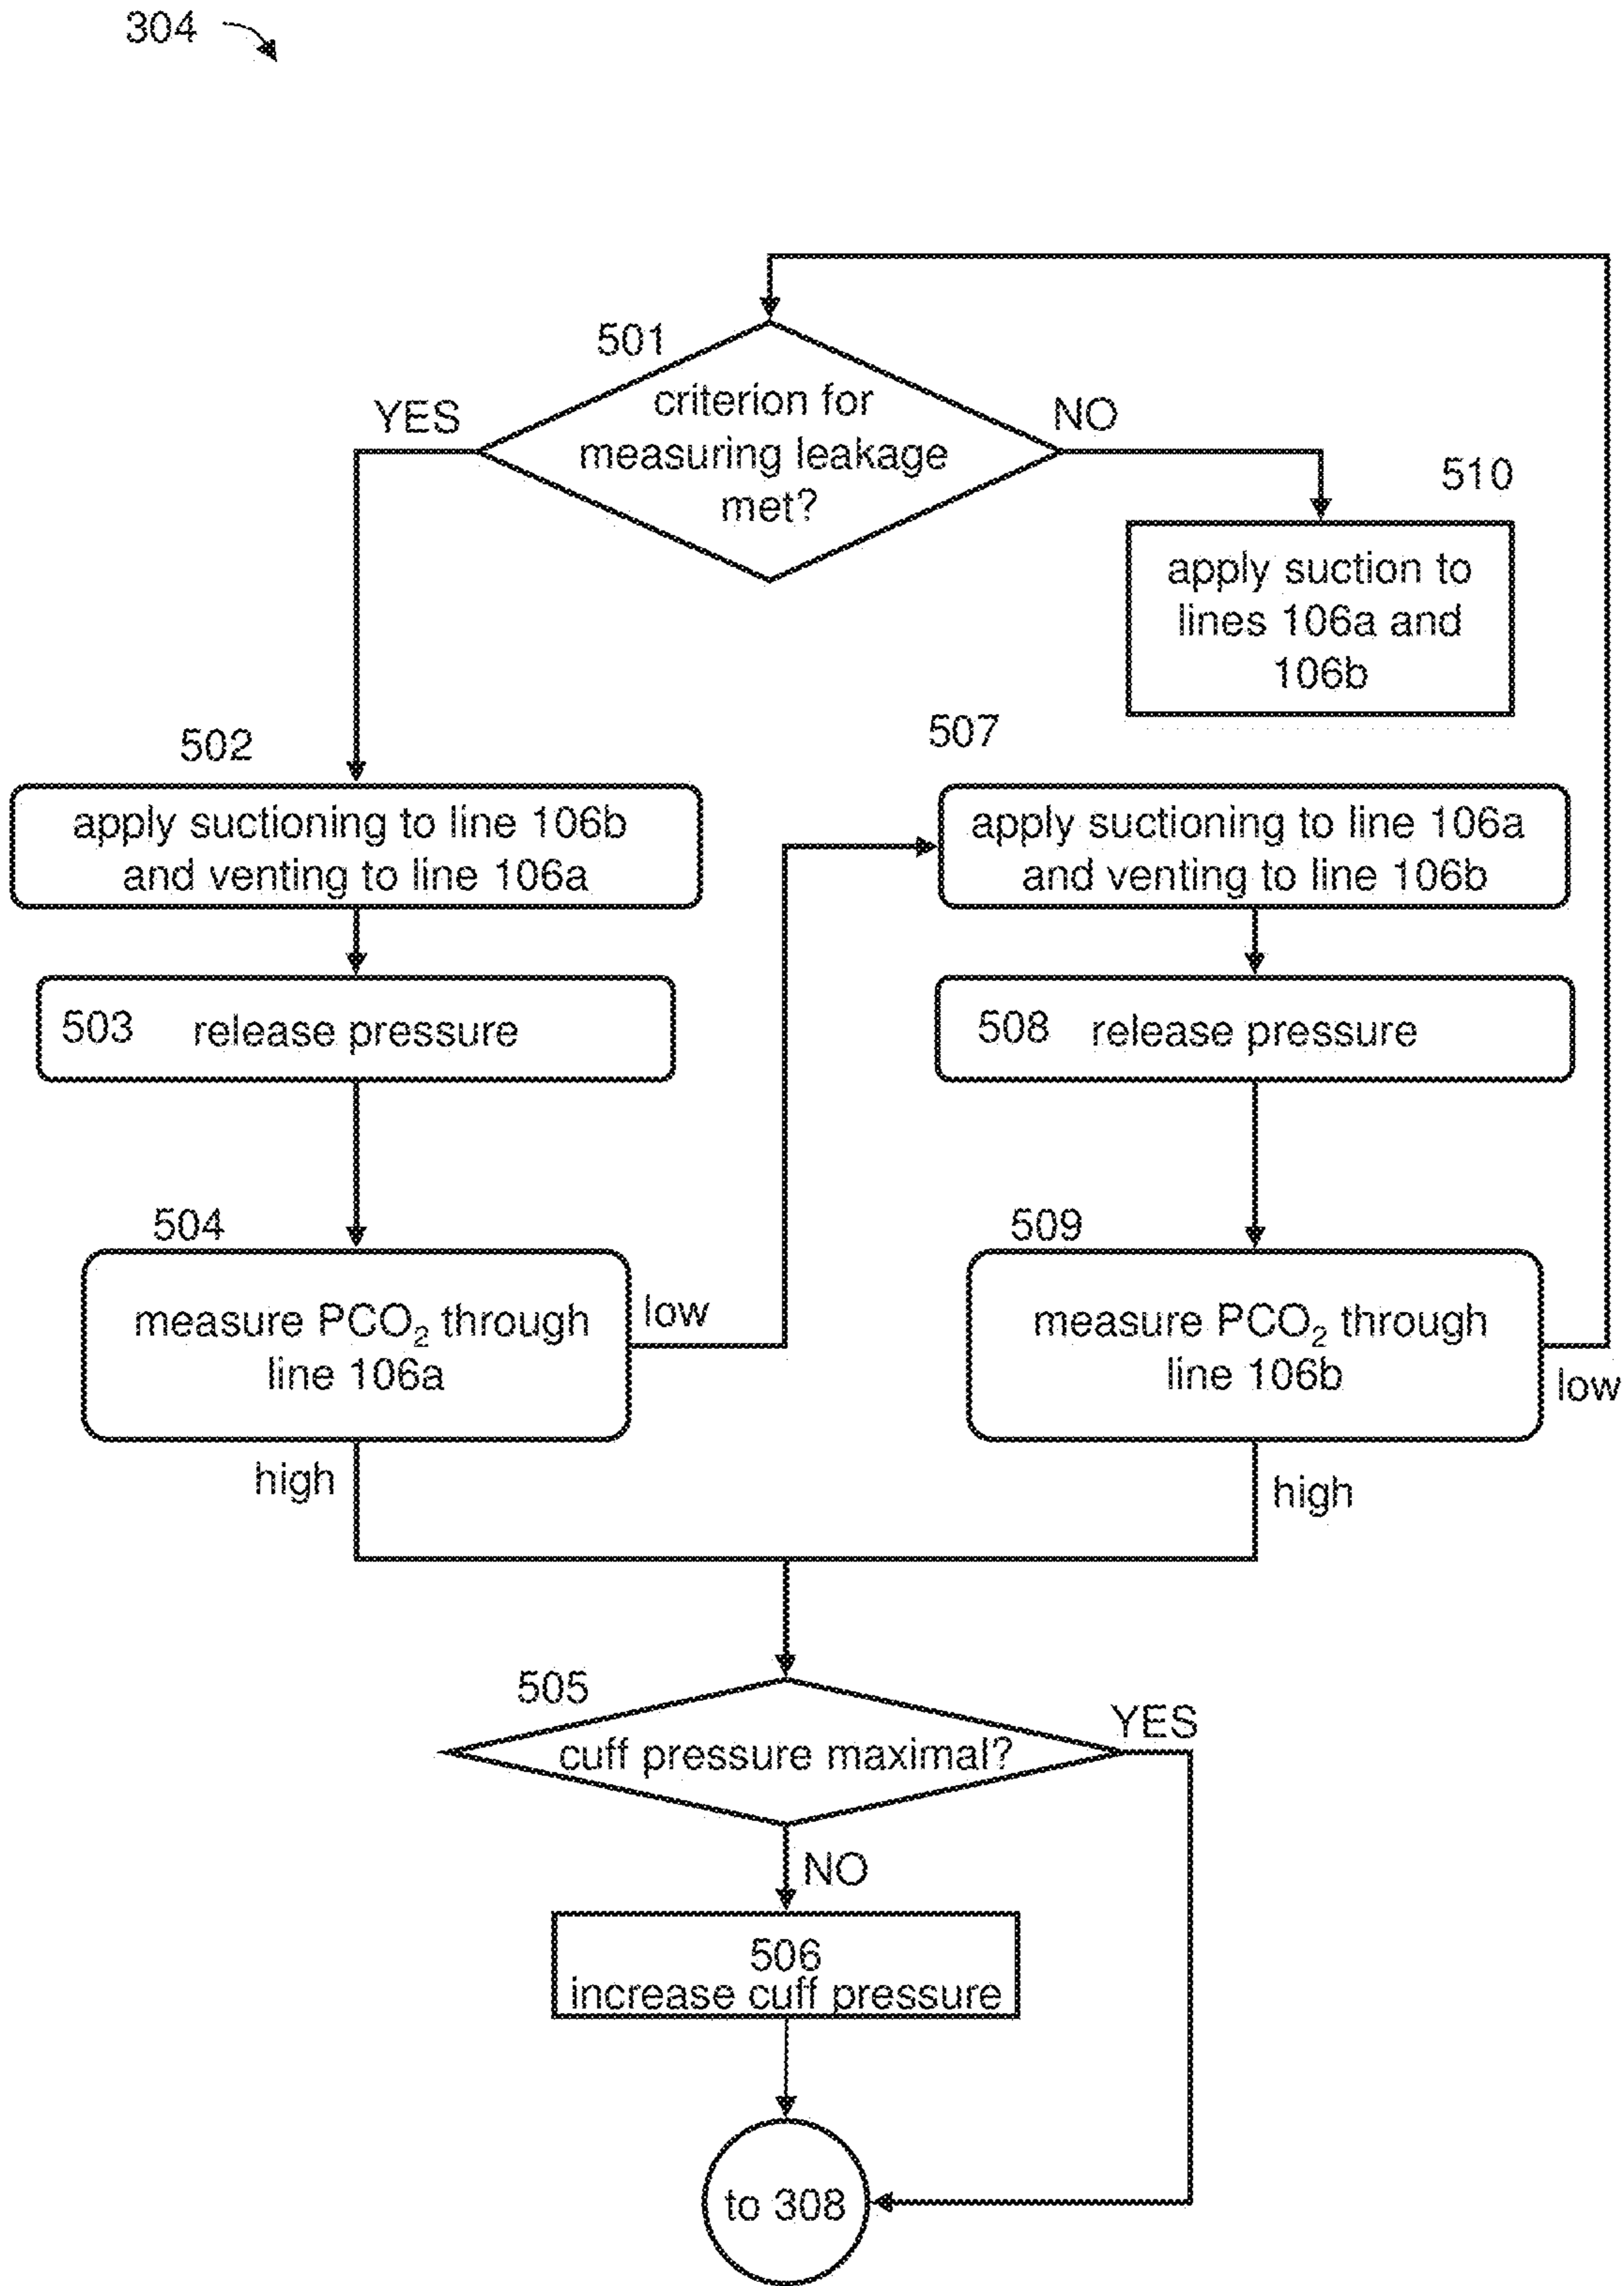 304
501
criterion for
measuring leakage
met?
YES
NO
510
apply suction to
lines 106a and
106b
502
apply suctioning to line 106b
and venting to line 106a
507
apply suctioning to line 106a
and venting to line 106b
503 release pressure
508 release pressure
504
measure PCO₂ through
line 106a
low
high
509
measure PCO₂ through
line 106b
low
high
505
cuff pressure maximal?
YES
NO
506
increase cuff pressure
to 308